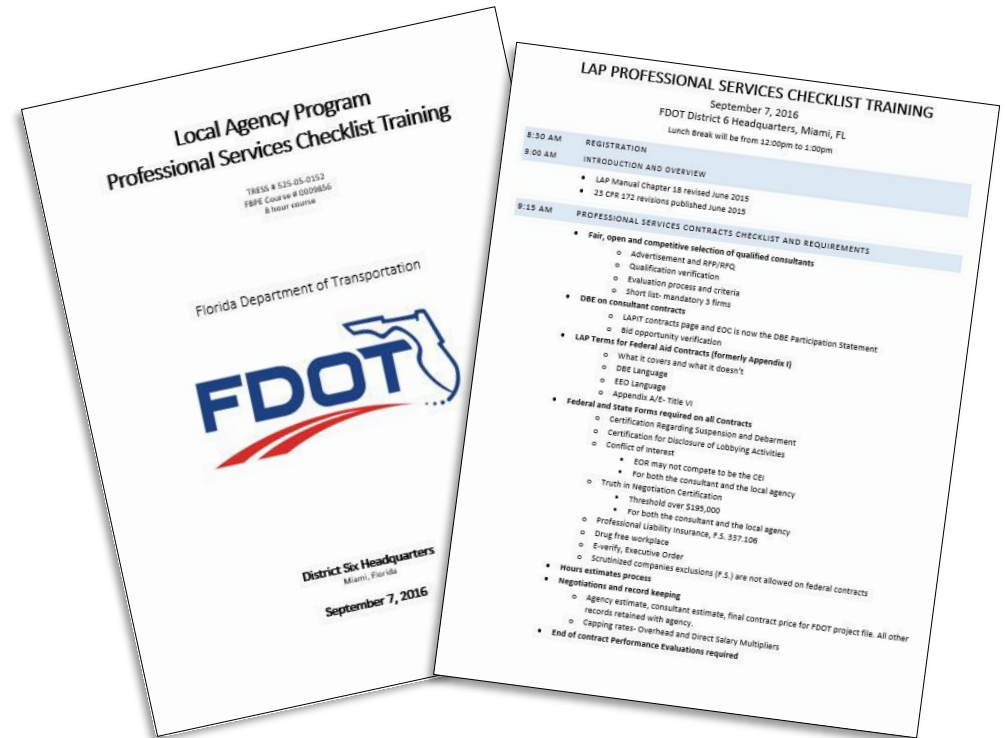 Local Agency Program
Professional Services Checklist Training
TRESS # 525-05-0152
FBPE Course # 0009856
8 hour course
Florida Department of Transportation
FDOT
District Six Headquarters
Miami, Florida
September 7, 2016
LAP PROFESSIONAL SERVICES CHECKLIST TRAINING
September 7, 2016
FDOT District 6 Headquarters, Miami, FL
Lunch Break will be from 12:00pm to 1:00pm
8:30 AM REGISTRATION
9:00 AM INTRODUCTION AND OVERVIEW
• LAP Manual Chapter 18 revised June 2015
• 23 CFR 172 revisions published June 2015
9:15 AM PROFESSIONAL SERVICES CONTRACTS CHECKLIST AND REQUIREMENTS
• Fair, open and competitive selection of qualified consultants
o Advertisement and RFP/RFQ
o Qualification verification
o Evaluation process and criteria
o Short list- mandatory 3 firms
• DBE on consultant contracts
o LAPIT contracts page and EOC is now the DBE Participation Statement
o Bid opportunity verification
• LAP Terms for Federal Aid Contracts (formerly Appendix I)
o What it covers and what it doesn't
o DBE Language
o EEO Language
o Appendix A/E- Title VI
• Federal and State Forms required on all Contracts
o Certification Regarding Suspension and Debarment
o Certification for Disclosure of Lobbying Activities
o Conflict of Interest
• EOR may not compete to be the CEI
• For both the consultant and the local agency
o Truth in Negotiation Certification
• Threshold over $195,000
• For both the consultant and the local agency
o Professional Liability Insurance, F.S. 337.106
o Drug free workplace
o E-verify, Executive Order
o Scrutinized companies exclusions (F.S.) are not allowed on federal contracts
• Hours estimates process
• Negotiations and record keeping
o Agency estimate, consultant estimate, final contract price for FDOT project file. All other
records retained with agency.
o Capping rates- Overhead and Direct Salary Multipliers
• End of contract Performance Evaluations required